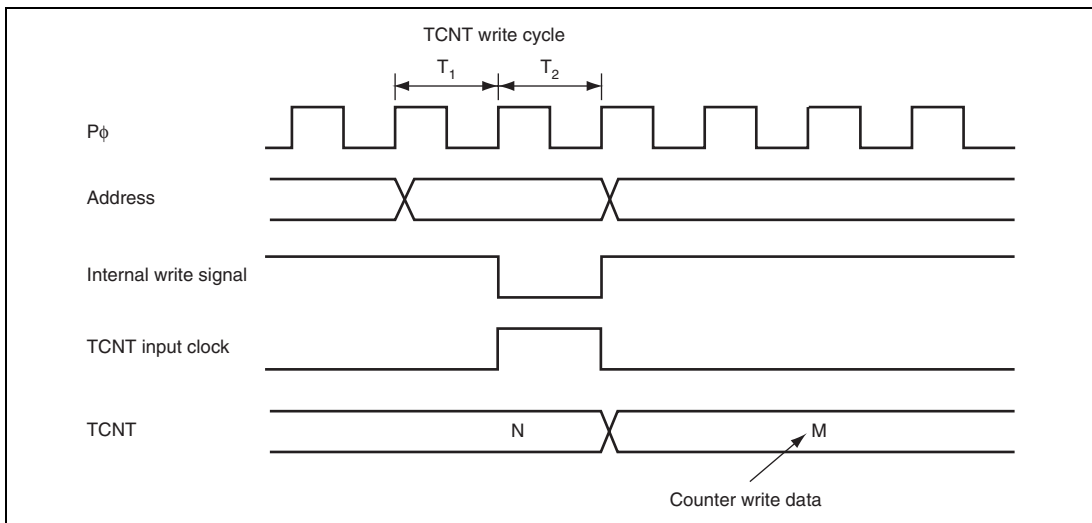 TCNT write cycle
T1 T2
Pϕ
Address
Internal write signal
TCNT input clock
TCNT N M
Counter write data